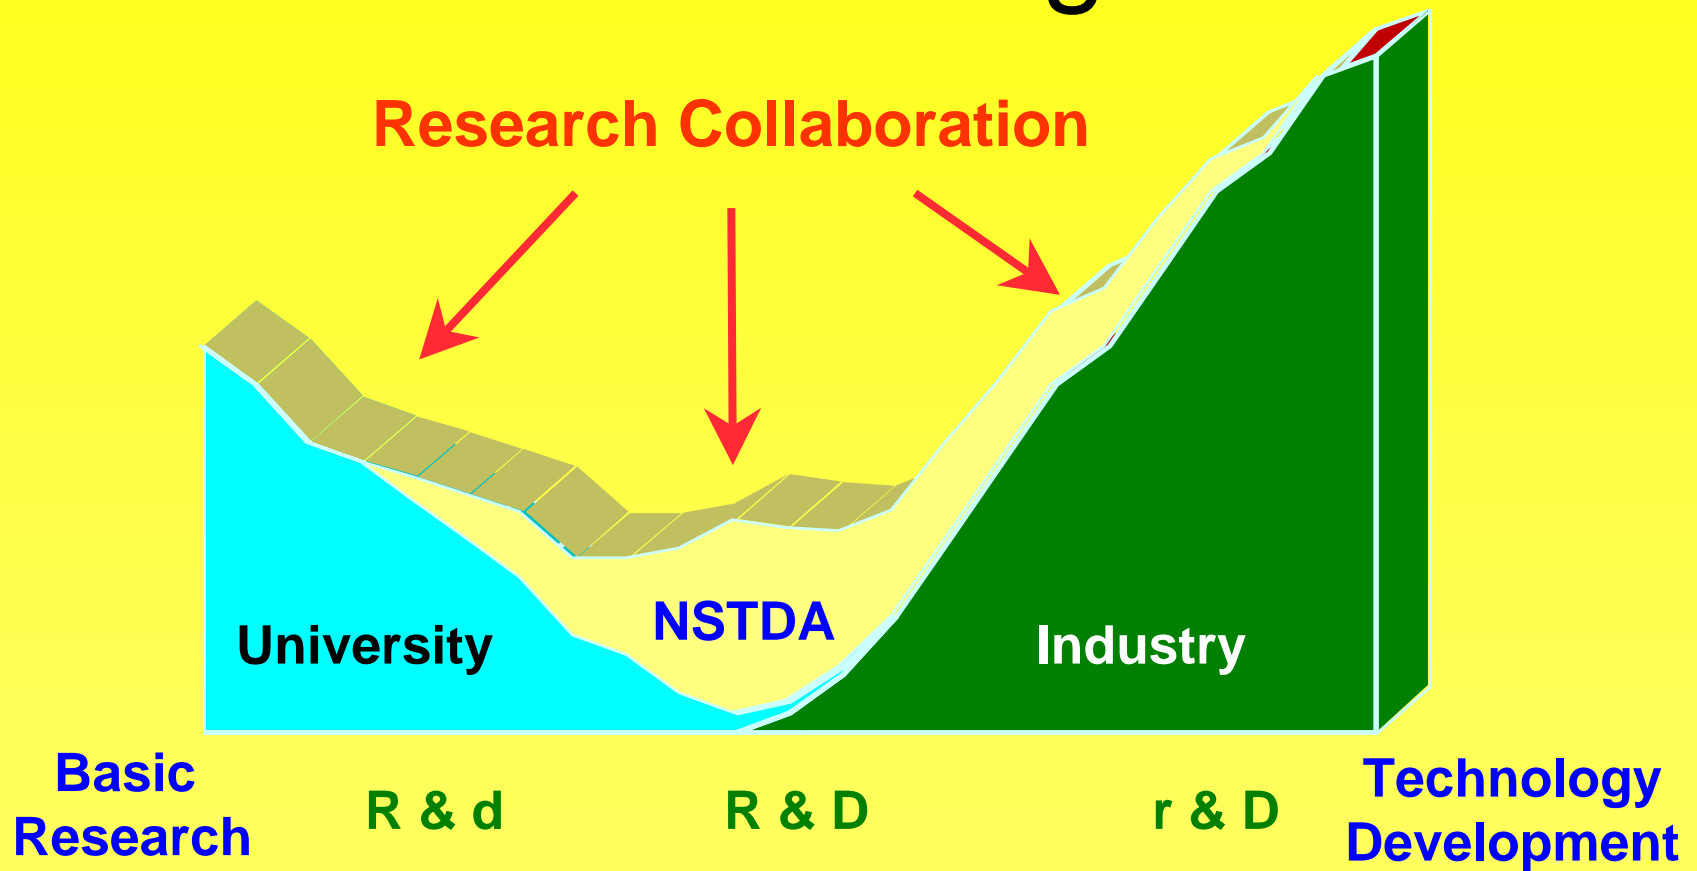 Research Collaboration
University
NSTDA
Industry
Basic
Research
R & d
R & D
r & D
Technology
Development